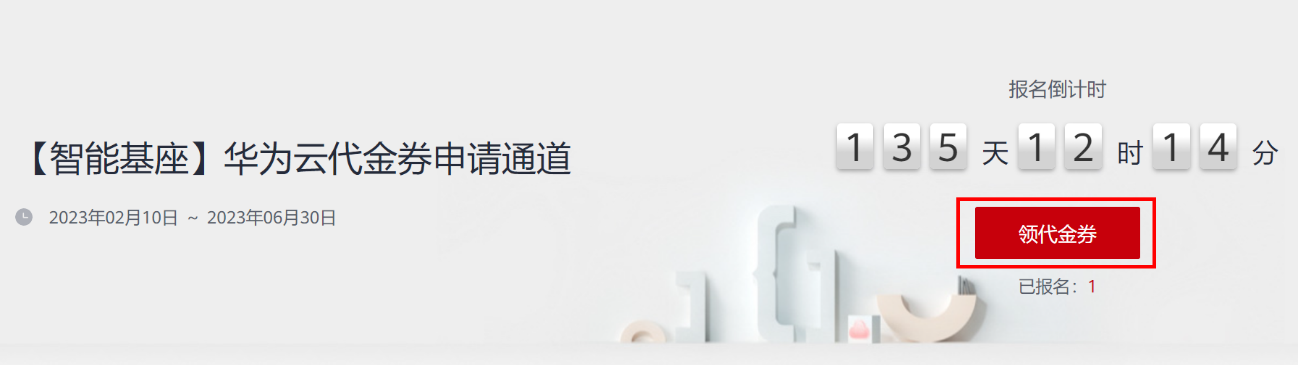 【智能基座】华为云代金券申请通道
2023年02月10日 ~ 2023年06月30日
报名倒计时
135天12时14分
领代金券
已报名：1